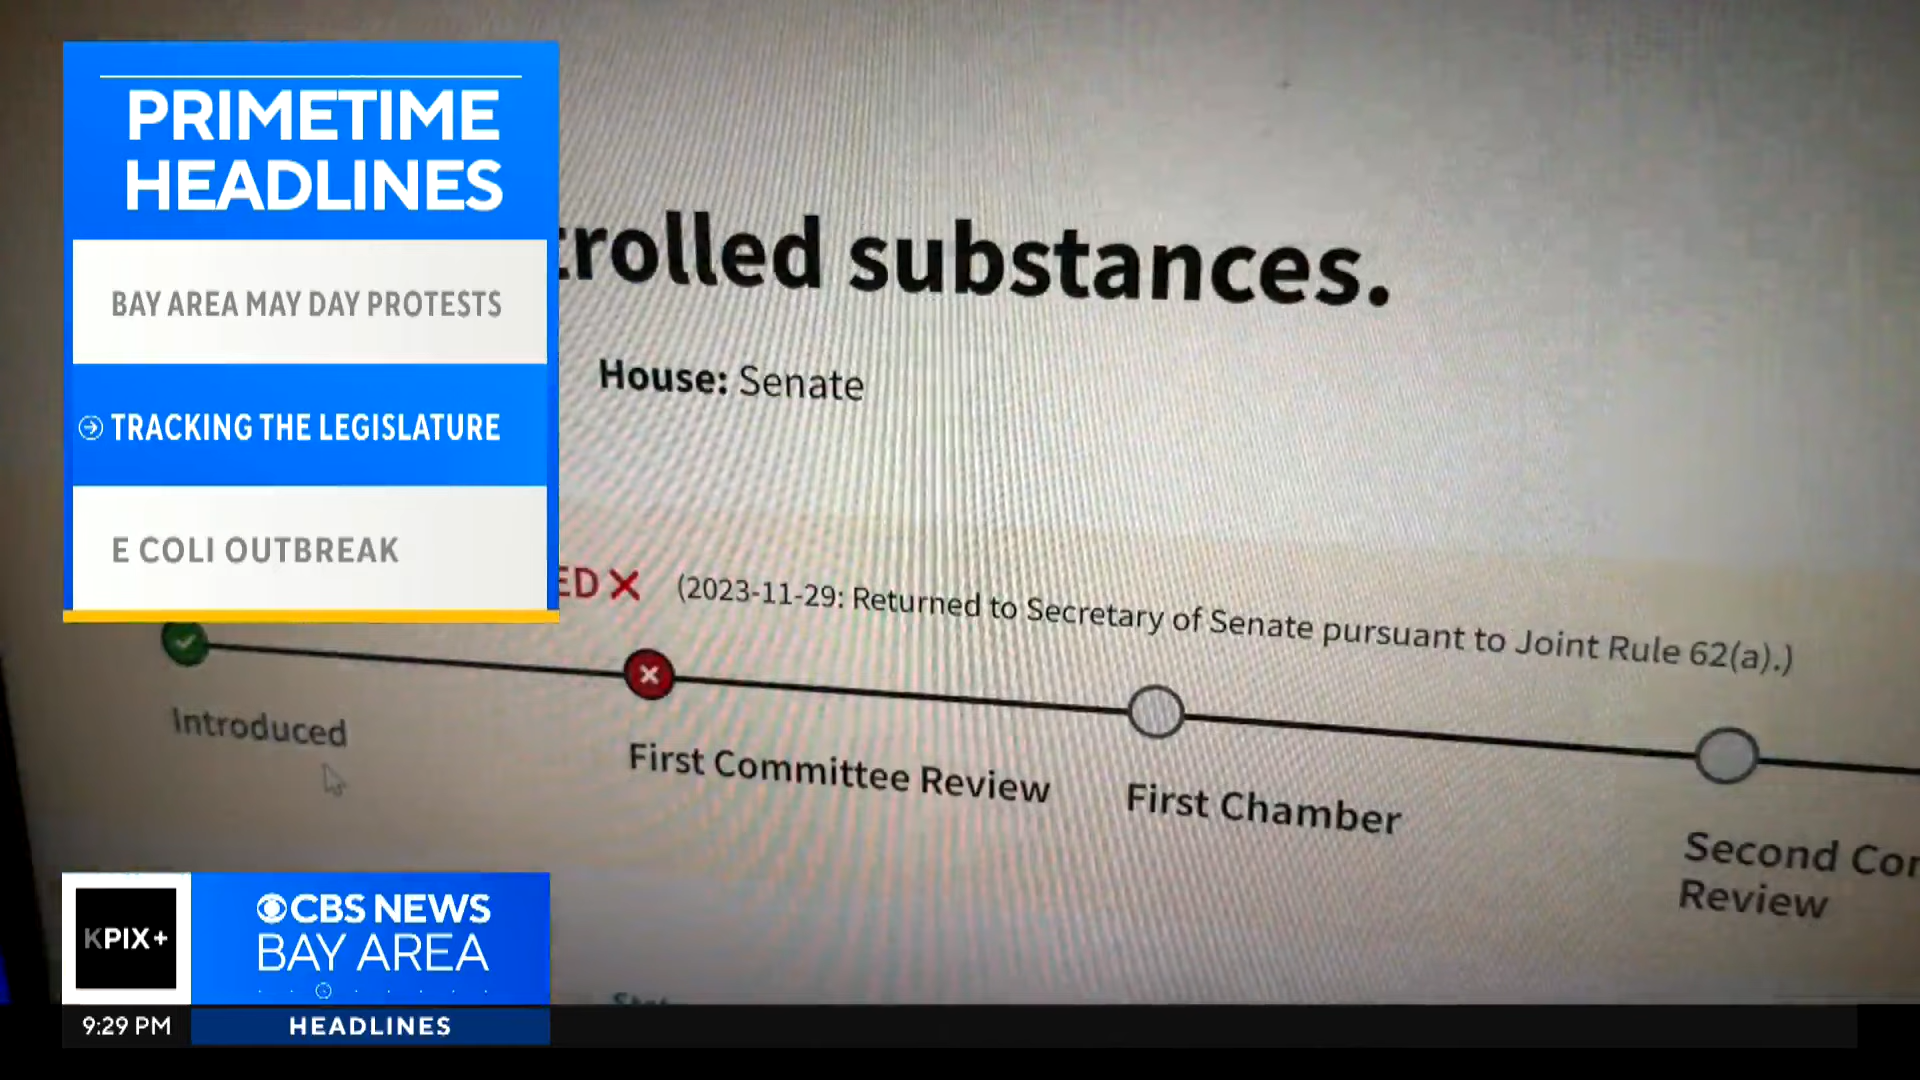 PRIMETIME
HEADLINES
BAY AREA MAY DAY PROTESTS
TRACKING THE LEGISLATURE
E COLI OUTBREAK
trolled substances.
House: Senate
ED X (2023-11-29: Returned to Secretary of Senate pursuant to Joint Rule 62(a).)
Introduced
First Committee Review
First Chamber
Second Com
Review
KPIX+
CBS NEWS
BAY AREA
9:29 PM
HEADLINES